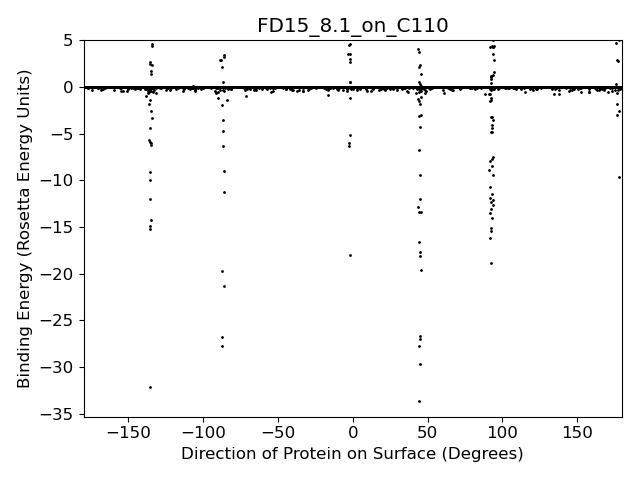 FD15_8.1_on_C110
Binding Energy (Rosetta Energy Units)
5
0
−5
−10
−15
−20
−25
−30
−35
−150 −100 −50 0 50 100 150
Direction of Protein on Surface (Degrees)